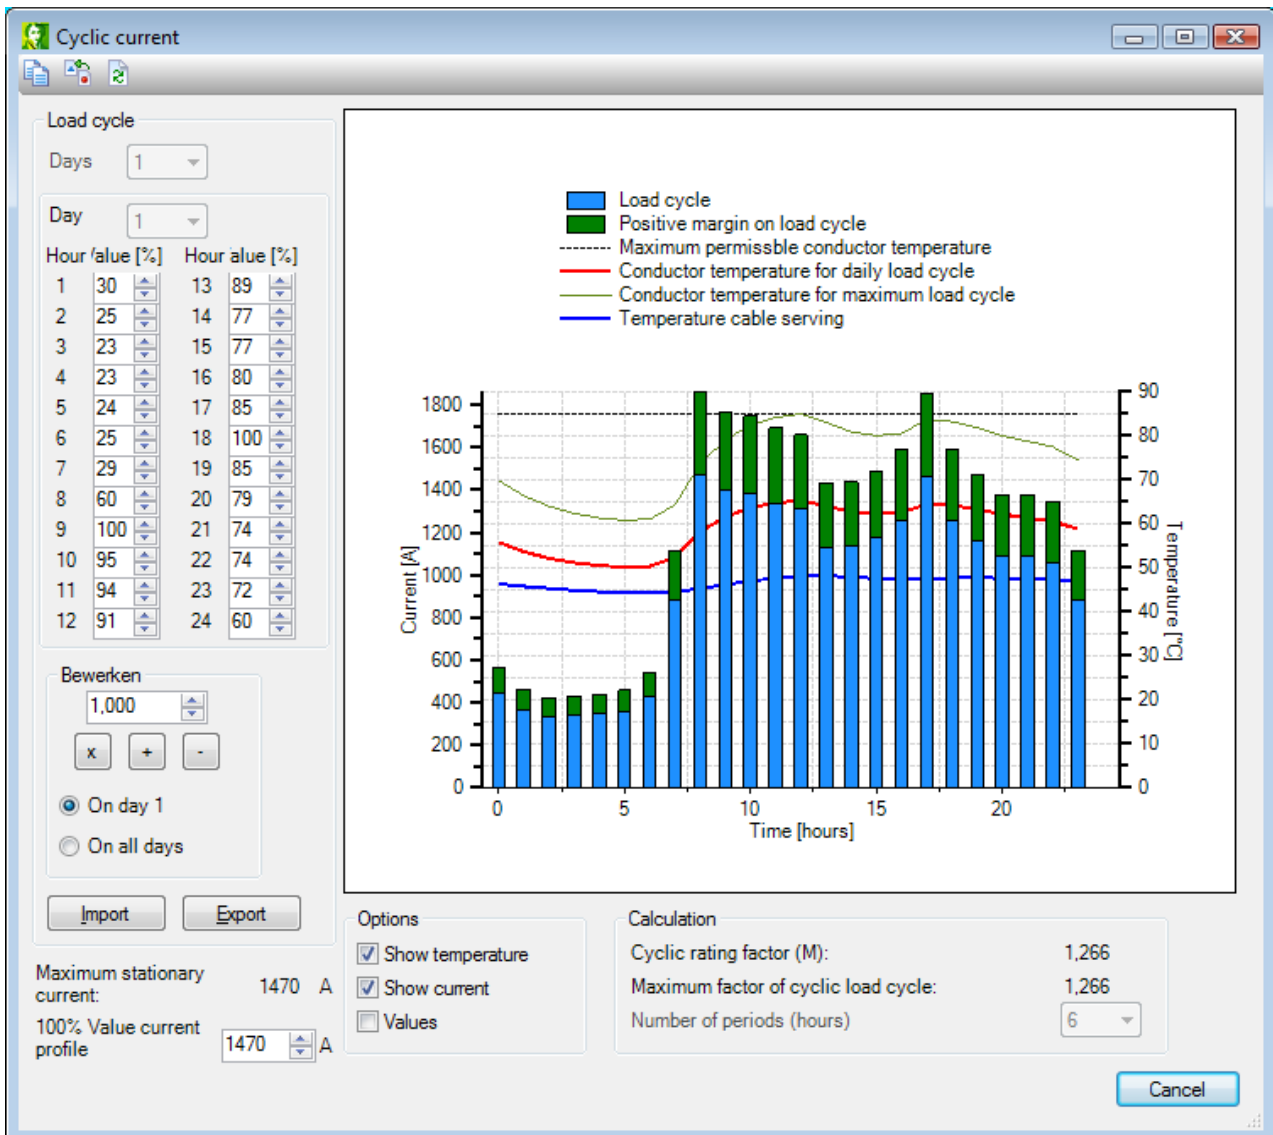 Cyclic current
Load cycle
Days 1
Day 1
Hour Value [%] Hour alue [%]
1 30 13 89
2 25 14 77
3 23 15 77
4 23 16 80
5 24 17 85
6 25 18 100
7 29 19 85
8 60 20 79
9 100 21 74
10 95 22 74
11 94 23 72
12 91 24 60
Bewerken
1,000
x + -
On day 1
On all days
Import Export
Maximum stationary
current: 1470 A
100% Value current
profile 1470 A
Load cycle
Positive margin on load cycle
Maximum permissble conductor temperature
Conductor temperature for daily load cycle
Conductor temperature for maximum load cycle
Temperature cable serving
Current [A]
1800
1600
1400
1200
1000
800
600
400
200
0
90
80
70
60
50
40
30
20
10
0
Temperature [°C]
0 5 10 15 20
Time [hours]
Options
Show temperature
Show current
Values
Calculation
Cyclic rating factor (M): 1,266
Maximum factor of cyclic load cycle: 1,266
Number of periods (hours) 6
Cancel